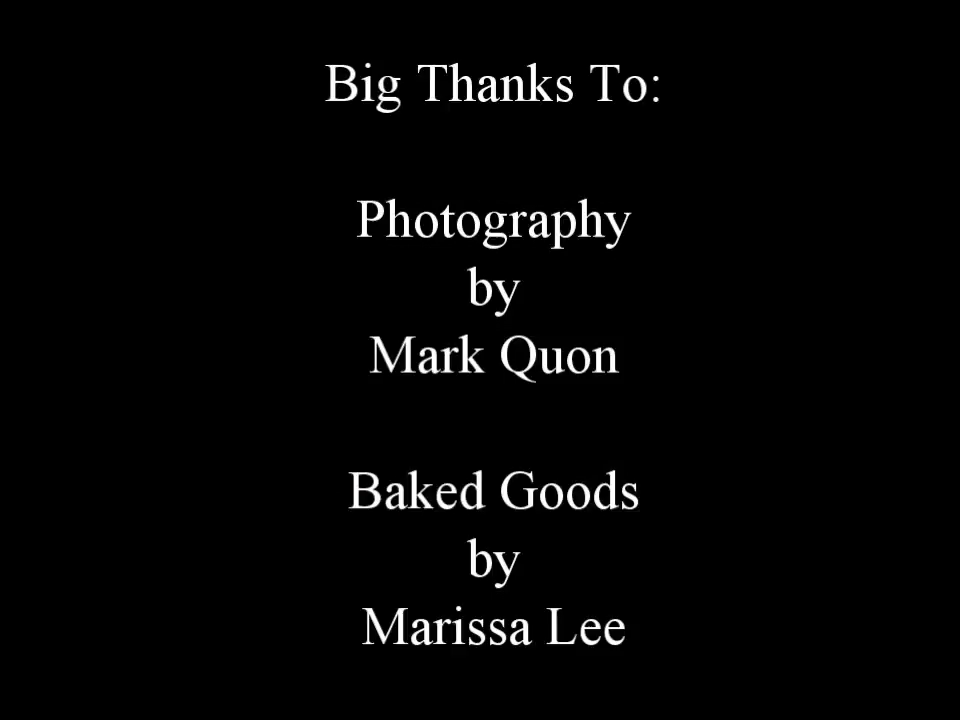 Big Thanks To:
Photography
by
Mark Quon
Baked Goods
by
Marissa Lee